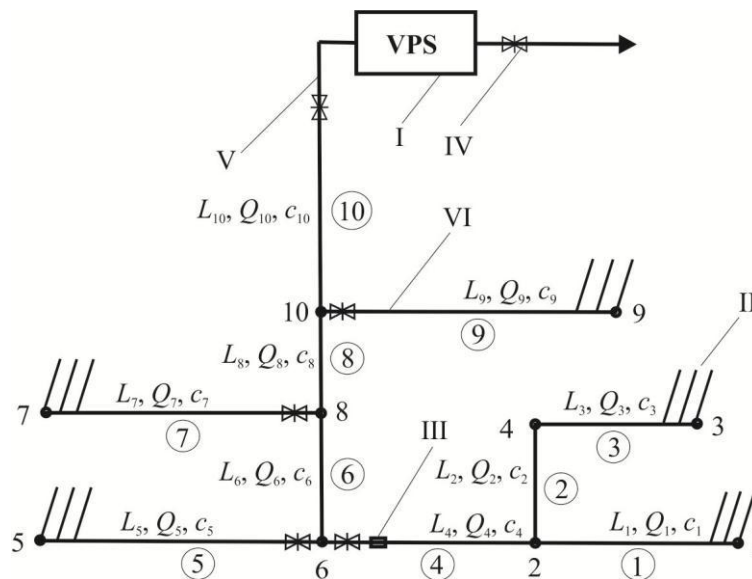 VPS
V
I
IV
L10, Q10, c10 10
VI
L9, Q9, c9
10
9
9
II
L8, Q8, c8 8
L7, Q7, c7
7
8
7
L3, Q3, c3
4
3
3
III
L6, Q6, c6 6
L2, Q2, c2 2
L5, Q5, c5
L4, Q4, c4
L1, Q1, c1
5
5
6
4
2
1